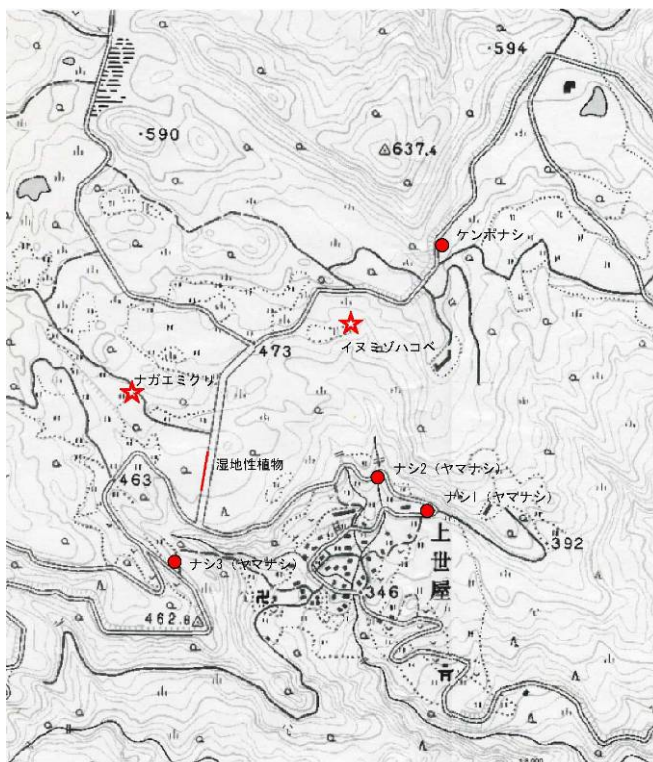 594
590
637.4
ケンポナシ
イヌミゾハコベ
473
ナガエミクリ
湿地性植物
463
ナシ2（ヤマナシ）
ナシ1（ヤマナシ）
上世屋
392
ナシ3（ヤマナシ）
346
462.8